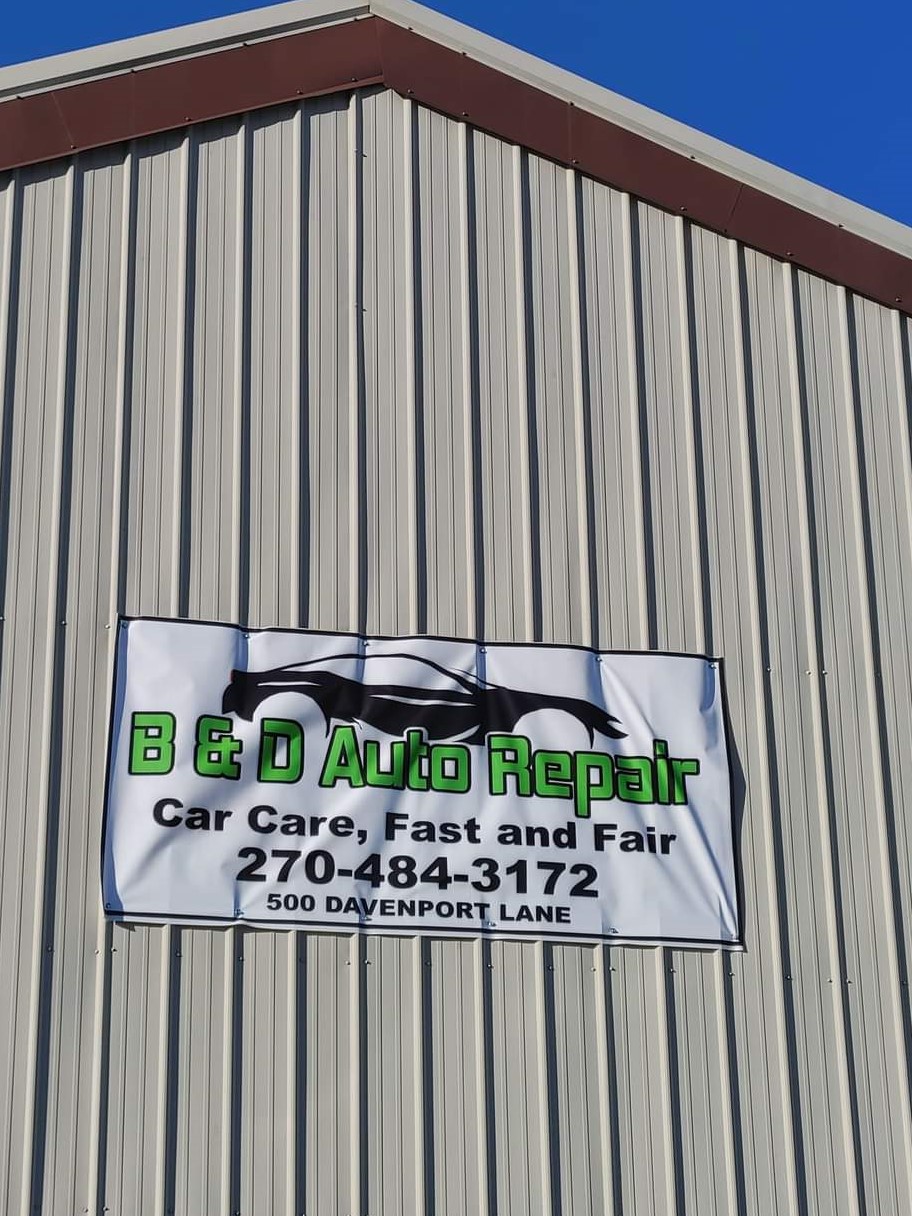 B & D Auto Repair
Car Care, Fast and Fair
270-484-3172
500 DAVENPORT LANE